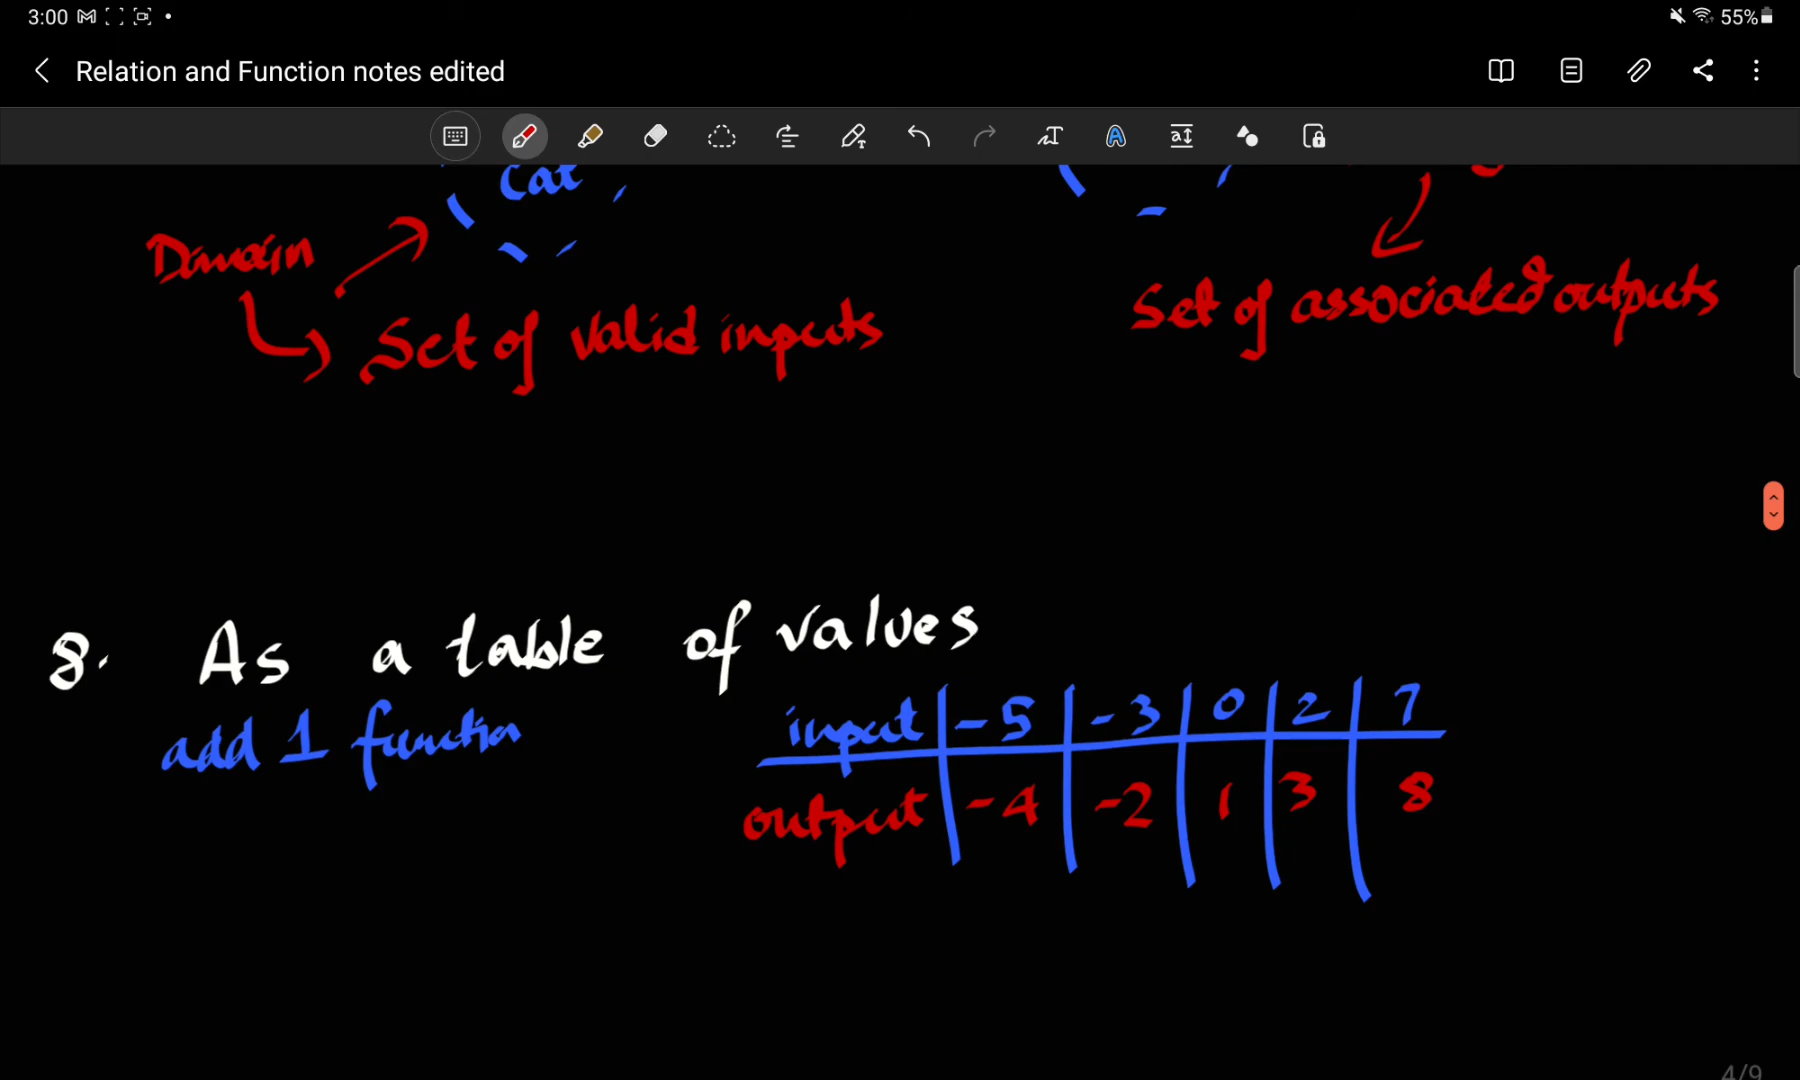 3:00
55%
Relation and Function notes edited
Cat
Domain
Set of valid inputs
Set of associated outputs
8. As a table of values
add 1 function
input -5 -3 0 2 7
output -4 -2 1 3 8
4/9